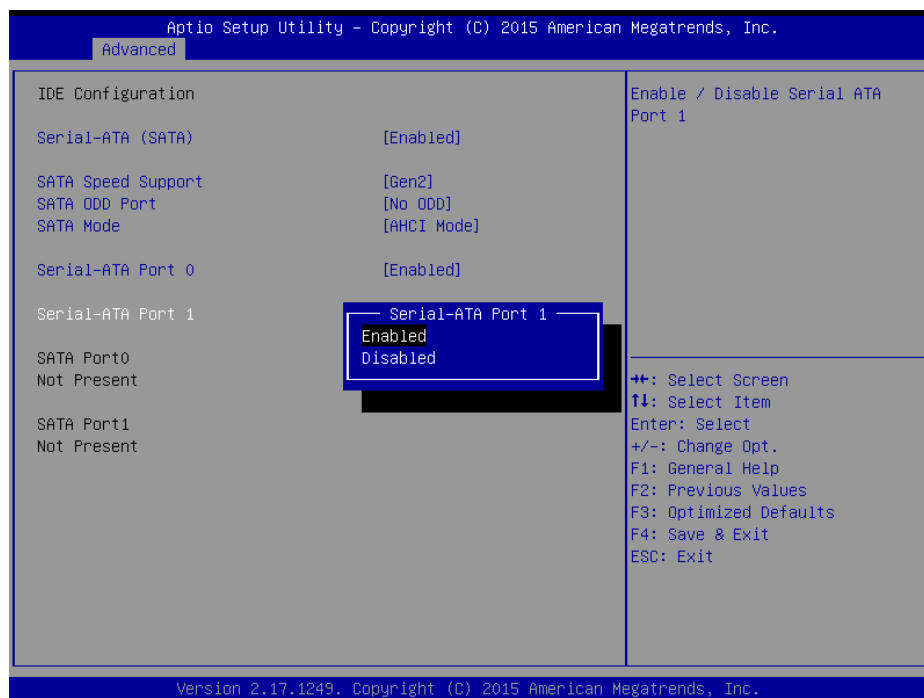 Aptio Setup Utility – Copyright (C) 2015 American Megatrends, Inc.
Advanced
IDE Configuration
Serial-ATA (SATA) [Enabled]
SATA Speed Support [Gen2]
SATA ODD Port [No ODD]
SATA Mode [AHCI Mode]
Serial-ATA Port 0 [Enabled]
Serial-ATA Port 1
SATA Port0
Not Present
SATA Port1
Not Present
Serial-ATA Port 1
Enabled
Disabled
Enable / Disable Serial ATA
Port 1
→←: Select Screen
↑↓: Select Item
Enter: Select
+/-: Change Opt.
F1: General Help
F2: Previous Values
F3: Optimized Defaults
F4: Save & Exit
ESC: Exit
Version 2.17.1249. Copyright (C) 2015 American Megatrends, Inc.